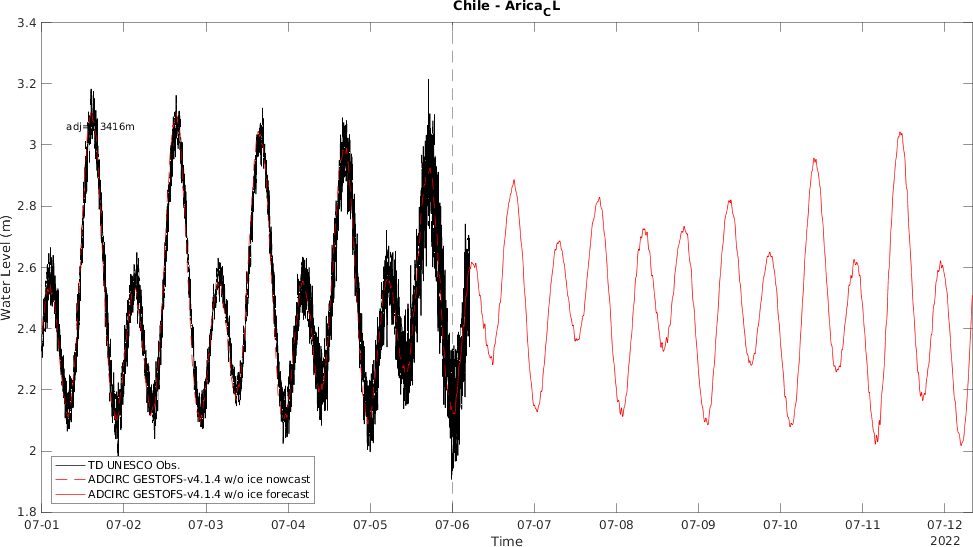 Chile - Arica_CL
3.4
3.2
3
2.8
2.6
2.4
2.2
2
1.8
Water Level (m)
3416m
TD UNESCO Obs.
ADCIRC GESTOFS-v4.1.4 w/o ice nowcast
ADCIRC GESTOFS-v4.1.4 w/o ice forecast
07-01 07-02 07-03 07-04 07-05 07-06 07-07 07-08 07-09 07-10 07-11 07-12
Time
2022